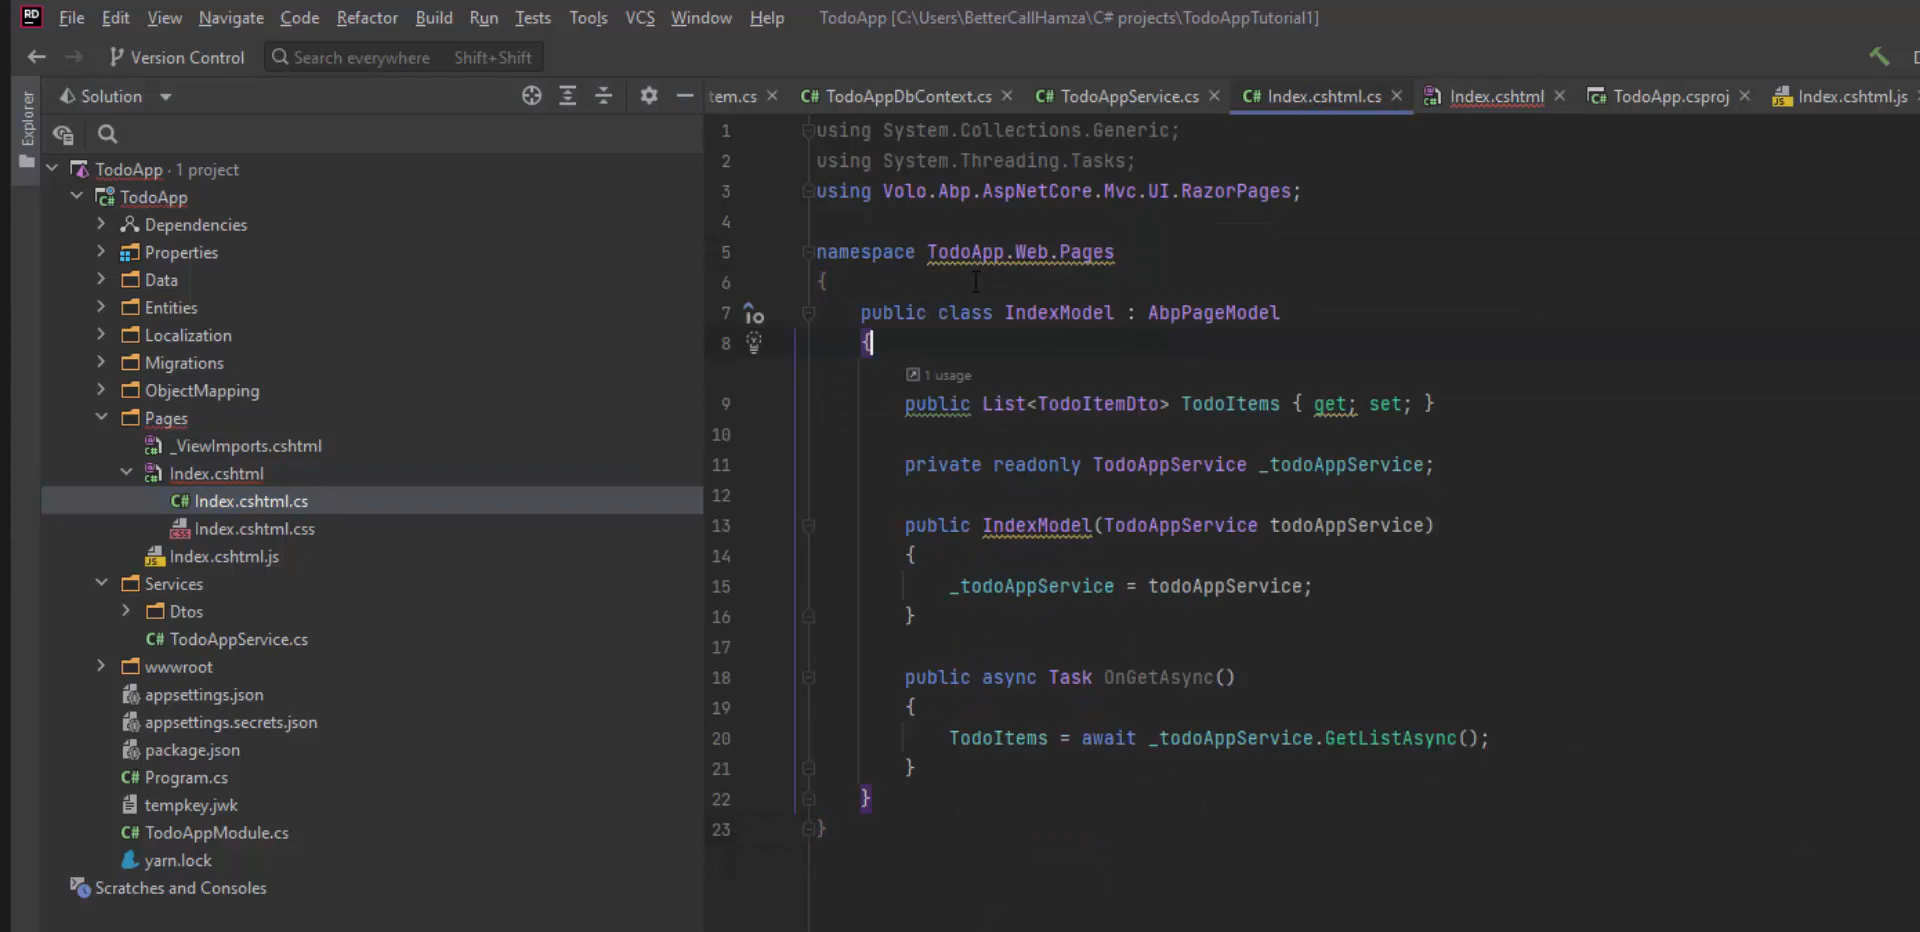 RD File Edit View Navigate Code Refactor Build Run Tests Tools VCS Window Help TodoApp [C:\Users\BetterCallHamza\C# projects\TodoAppTutorial1]
Version Control Search everywhere Shift+Shift
Explorer
Solution
tem.cs C# TodoAppDbContext.cs C# TodoAppService.cs C# Index.cshtml.cs Index.cshtml TodoApp.csproj Index.cshtml.js
TodoApp · 1 project
TodoApp
Dependencies
Properties
Data
Entities
Localization
Migrations
ObjectMapping
Pages
_ViewImports.cshtml
Index.cshtml
C# Index.cshtml.cs
Index.cshtml.css
Index.cshtml.js
Services
Dtos
C# TodoAppService.cs
wwwroot
appsettings.json
appsettings.secrets.json
package.json
C# Program.cs
tempkey.jwk
C# TodoAppModule.cs
yarn.lock
Scratches and Consoles
1 using System.Collections.Generic;
2 using System.Threading.Tasks;
3 using Volo.Abp.AspNetCore.Mvc.UI.RazorPages;
4
5 namespace TodoApp.Web.Pages
6 {
7 public class IndexModel : AbpPageModel
8 {
1 usage
9 public List<TodoItemDto> TodoItems { get; set; }
10
11 private readonly TodoAppService _todoAppService;
12
13 public IndexModel(TodoAppService todoAppService)
14 {
15 _todoAppService = todoAppService;
16 }
17
18 public async Task OnGetAsync()
19 {
20 TodoItems = await _todoAppService.GetListAsync();
21 }
22 }
23 }